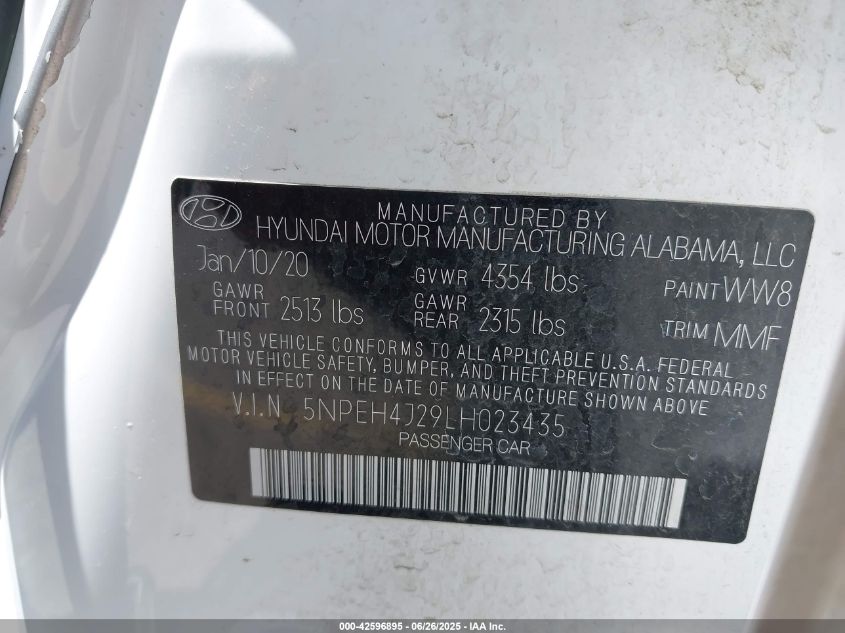 MANUFACTURED BY
HYUNDAI MOTOR MANUFACTURING ALABAMA, LLC
Jan/10/20 GVWR 4354 lbs PAINT WW8
GAWR FRONT 2513 lbs GAWR REAR 2315 lbs TRIM MMF
THIS VEHICLE CONFORMS TO ALL APPLICABLE U.S.A. FEDERAL
MOTOR VEHICLE SAFETY, BUMPER, AND THEFT PREVENTION STANDARDS
IN EFFECT ON THE DATE OF MANUFACTURE SHOWN ABOVE.
V.I.N. 5NPEH4J29LH023435
PASSENGER CAR
000-42596895 - 06/26/2025 - IAA Inc.